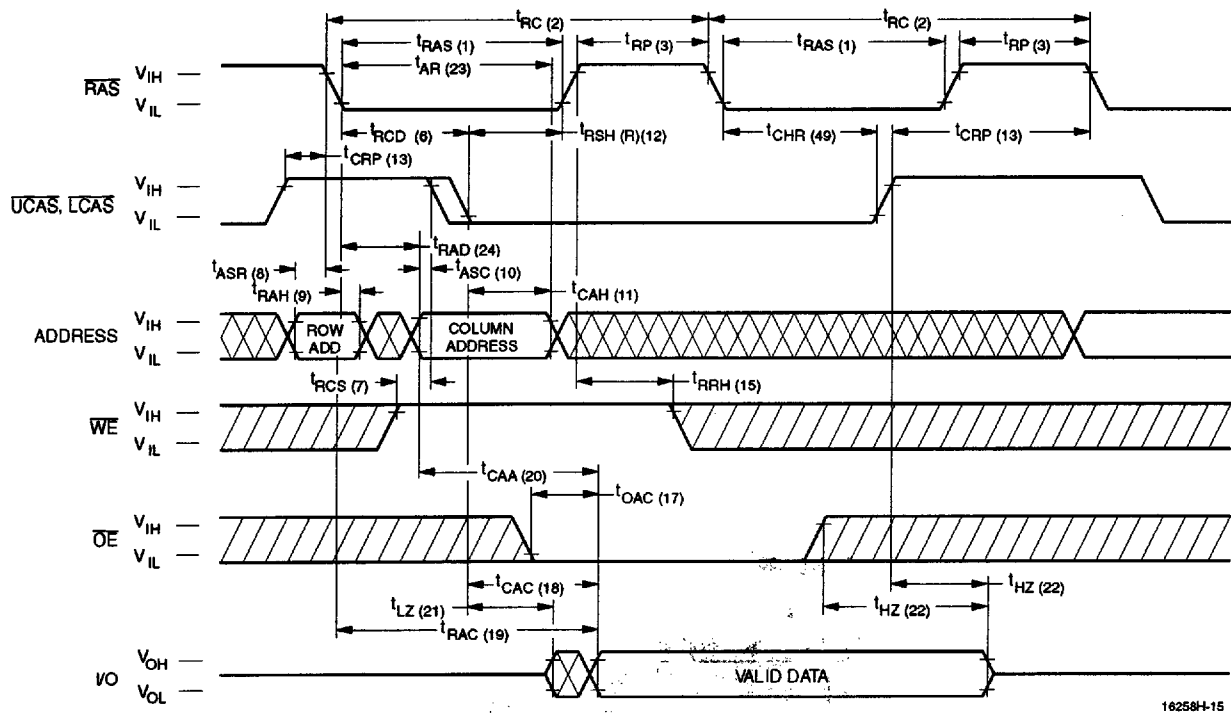 tRC (2) tRC (2)
tRAS (1) tRP (3) tRAS (1) tRP (3)
tAR (23)
RAS VIH VIL
tRCD (6) tRSH (R)(12) tCHR (49) tCRP (13)
tCRP (13)
UCAS, LCAS VIH VIL
tRAD (24)
tASR (8) tASC (10)
tRAH (9) tCAH (11)
ADDRESS VIH VIL
ROW ADD
COLUMN ADDRESS
tRCS (7) tRRH (15)
WE VIH VIL
tCAA (20)
tOAC (17)
OE VIH VIL
tCAC (18) tHZ (22)
tLZ (21) tHZ (22)
tRAC (19)
I/O VOH VOL
VALID DATA
16258H-15